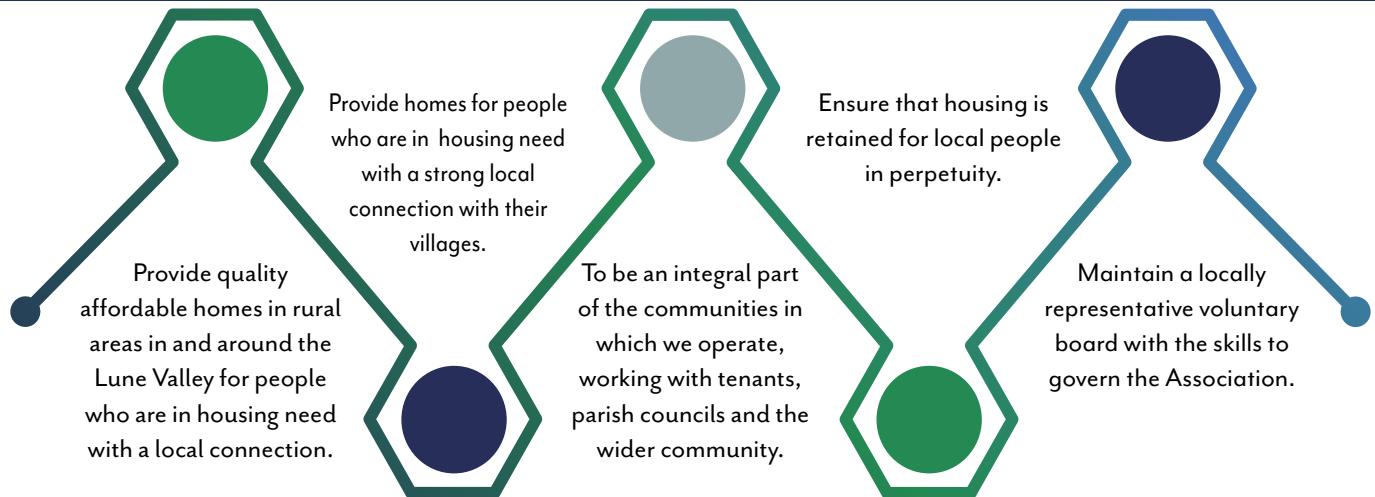 Provide quality
affordable homes in rural
areas in and around the
Lune Valley for people
who are in housing need
with a local connection.
Provide homes for people
who are in housing need
with a strong local
connection with their
villages.
To be an integral part
of the communities in
which we operate,
working with tenants,
parish councils and the
wider community.
Ensure that housing is
retained for local people
in perpetuity.
Maintain a locally
representative voluntary
board with the skills to
govern the Association.